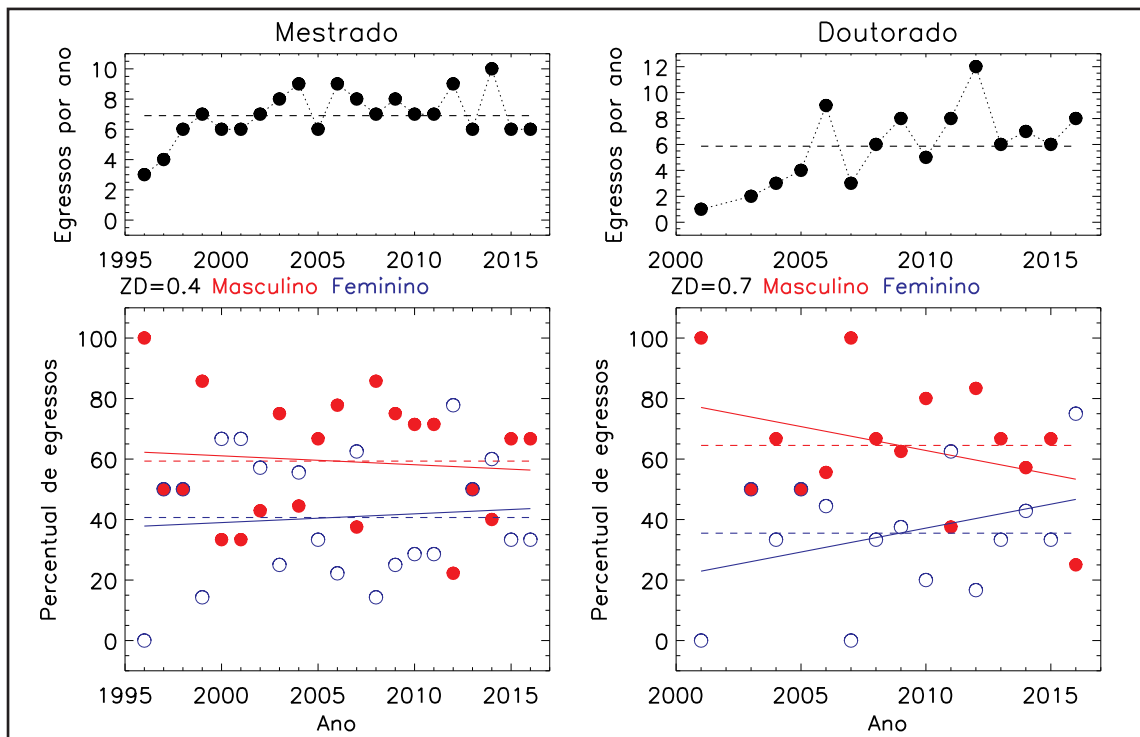 Mestrado
Egressos por ano
10
8
6
4
2
0
1995 2000 2005 2010 2015
ZD=0.4 Masculino Feminino
Percentual de egressos
100
80
60
40
20
0
1995 2000 2005 2010 2015
Ano
Doutorado
Egressos por ano
12
10
8
6
4
2
0
2000 2005 2010 2015
ZD=0.7 Masculino Feminino
Percentual de egressos
100
80
60
40
20
0
2000 2005 2010 2015
Ano